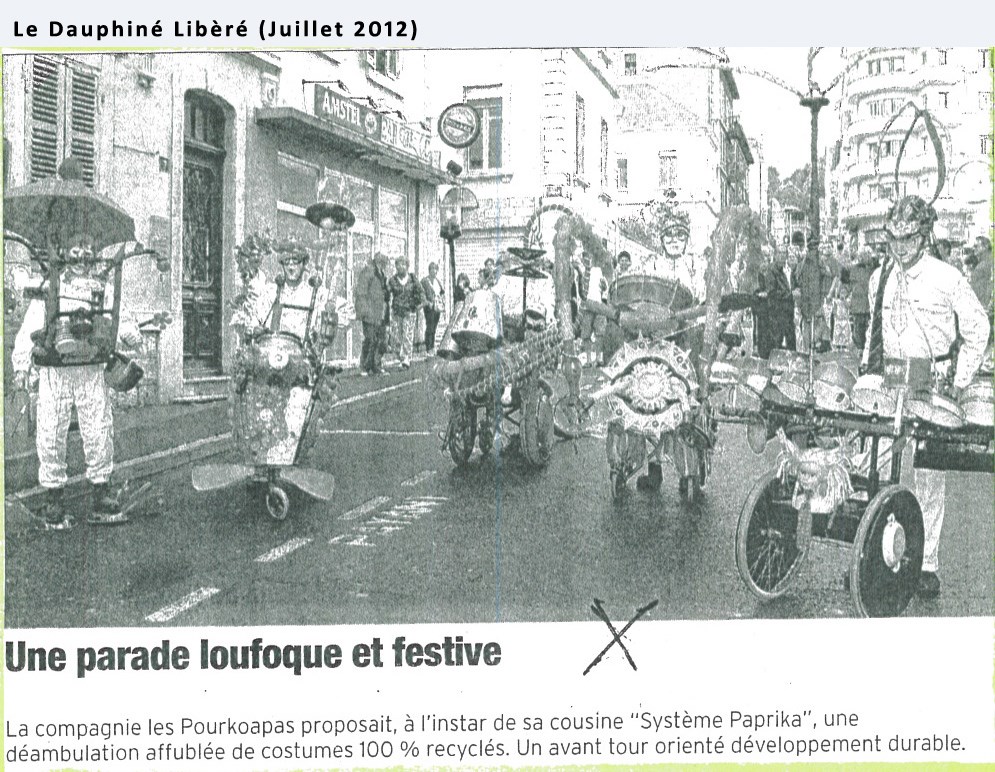 Le Dauphiné Libèré (Juillet 2012)
AMSTEL
Une parade loufoque et festive
La compagnie les Pourkoapas proposait, à l'instar de sa cousine "Système Paprika", une
déambulation affublée de costumes 100 % recyclés. Un avant tour orienté développement durable.